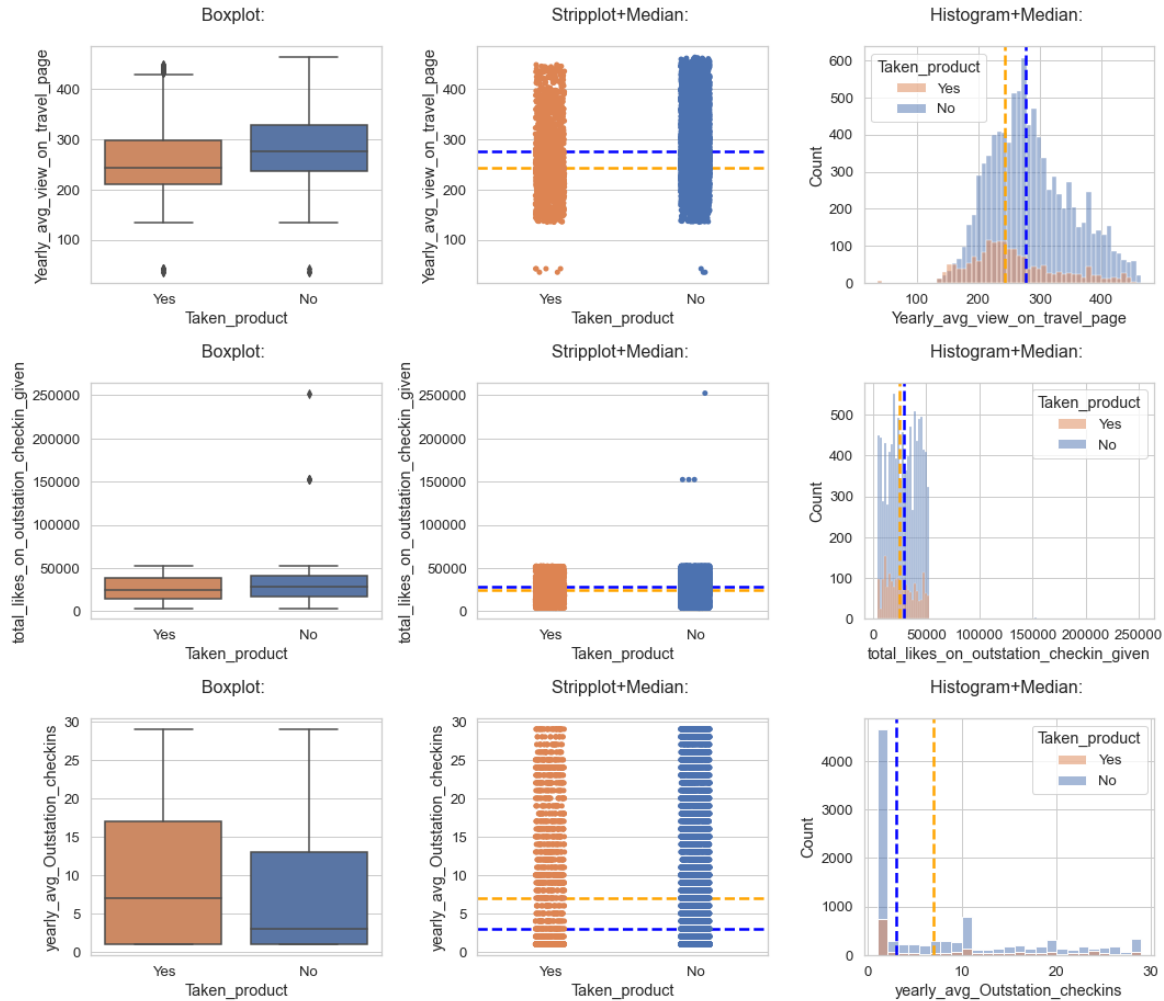 Boxplot:
Stripplot+Median:
Histogram+Median:
Yearly_avg_view_on_travel_page
400
300
200
100
Yes
No
Taken_product
Yearly_avg_view_on_travel_page
400
300
200
100
Yes
No
Taken_product
Count
600
500
400
300
200
100
0
Taken_product
Yes
No
100
200
300
400
Yearly_avg_view_on_travel_page
Boxplot:
Stripplot+Median:
Histogram+Median:
total_likes_on_outstation_checkin_given
250000
200000
150000
100000
50000
0
Yes
No
Taken_product
total_likes_on_outstation_checkin_given
250000
200000
150000
100000
50000
0
Yes
No
Taken_product
Count
500
400
300
200
100
0
Taken_product
Yes
No
0
50000
100000
150000
200000
250000
total_likes_on_outstation_checkin_given
Boxplot:
Stripplot+Median:
Histogram+Median:
yearly_avg_Outstation_checkins
30
25
20
15
10
5
0
Yes
No
Taken_product
yearly_avg_Outstation_checkins
30
25
20
15
10
5
0
Yes
No
Taken_product
Count
4000
3000
2000
1000
0
Taken_product
Yes
No
0
10
20
30
yearly_avg_Outstation_checkins